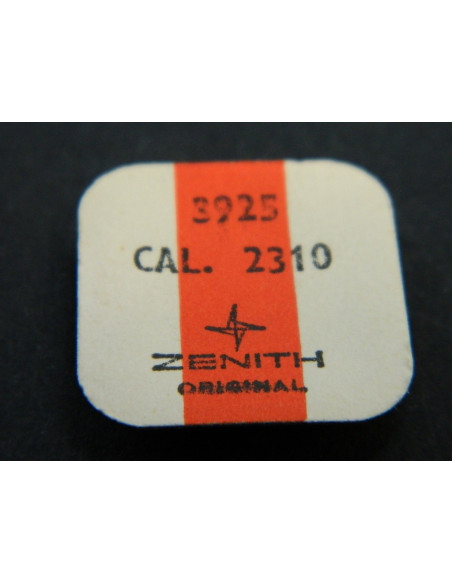 3925
CAL. 2310
ZENITH
ORIGINAL